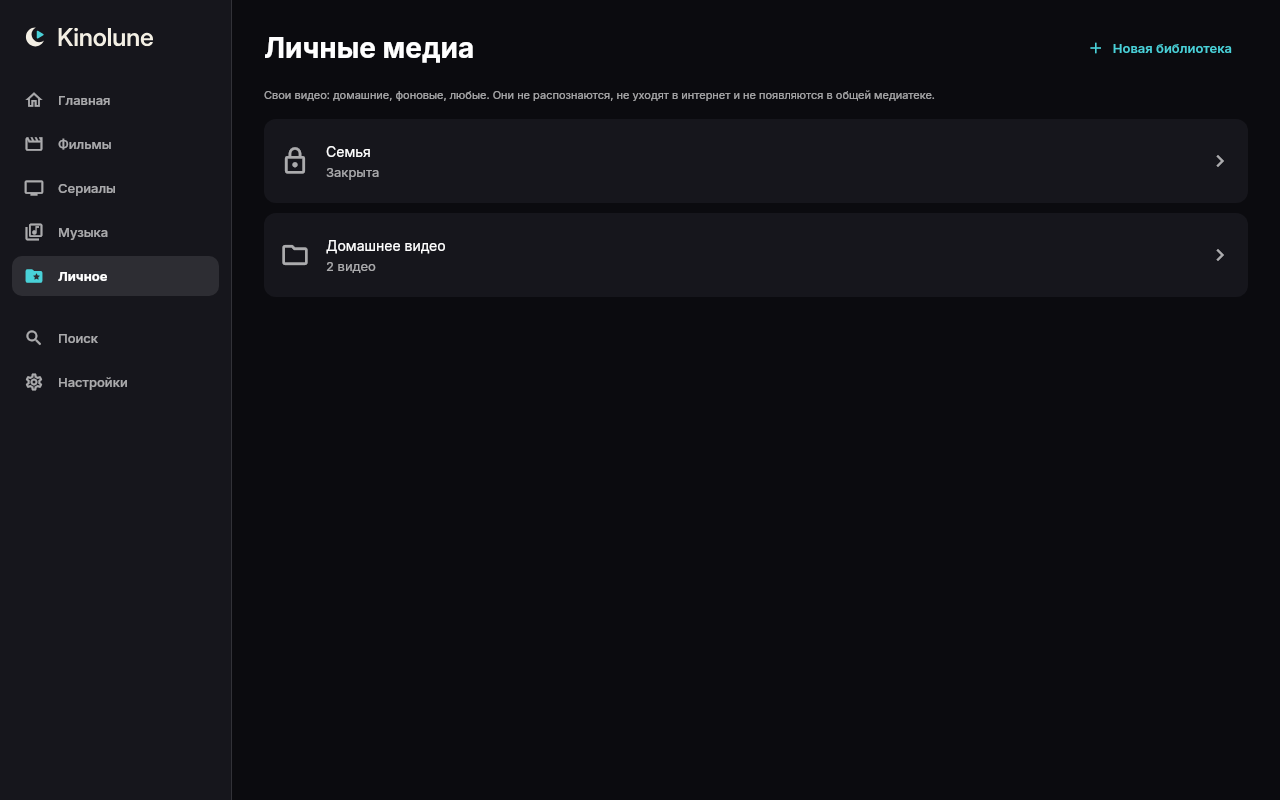 Kinolune
Главная
Фильмы
Сериалы
Музыка
Личное
Поиск
Настройки
Личные медиа
Новая библиотека
Свои видео: домашние, фоновые, любые. Они не распознаются, не уходят в интернет и не появляются в общей медиатеке.
Семья
Закрыта
Домашнее видео
2 видео